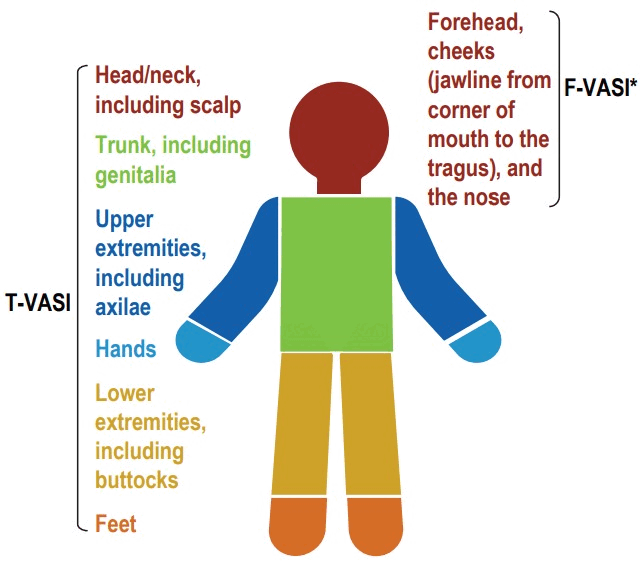 T-VASI
Head/neck,
including scalp
Trunk, including
genitalia
Upper
extremities,
including
axilae
Hands
Lower
extremities,
including
buttocks
Feet
Forehead,
cheeks
(jawline from
corner of
mouth to the
tragus), and
the nose
F-VASI*